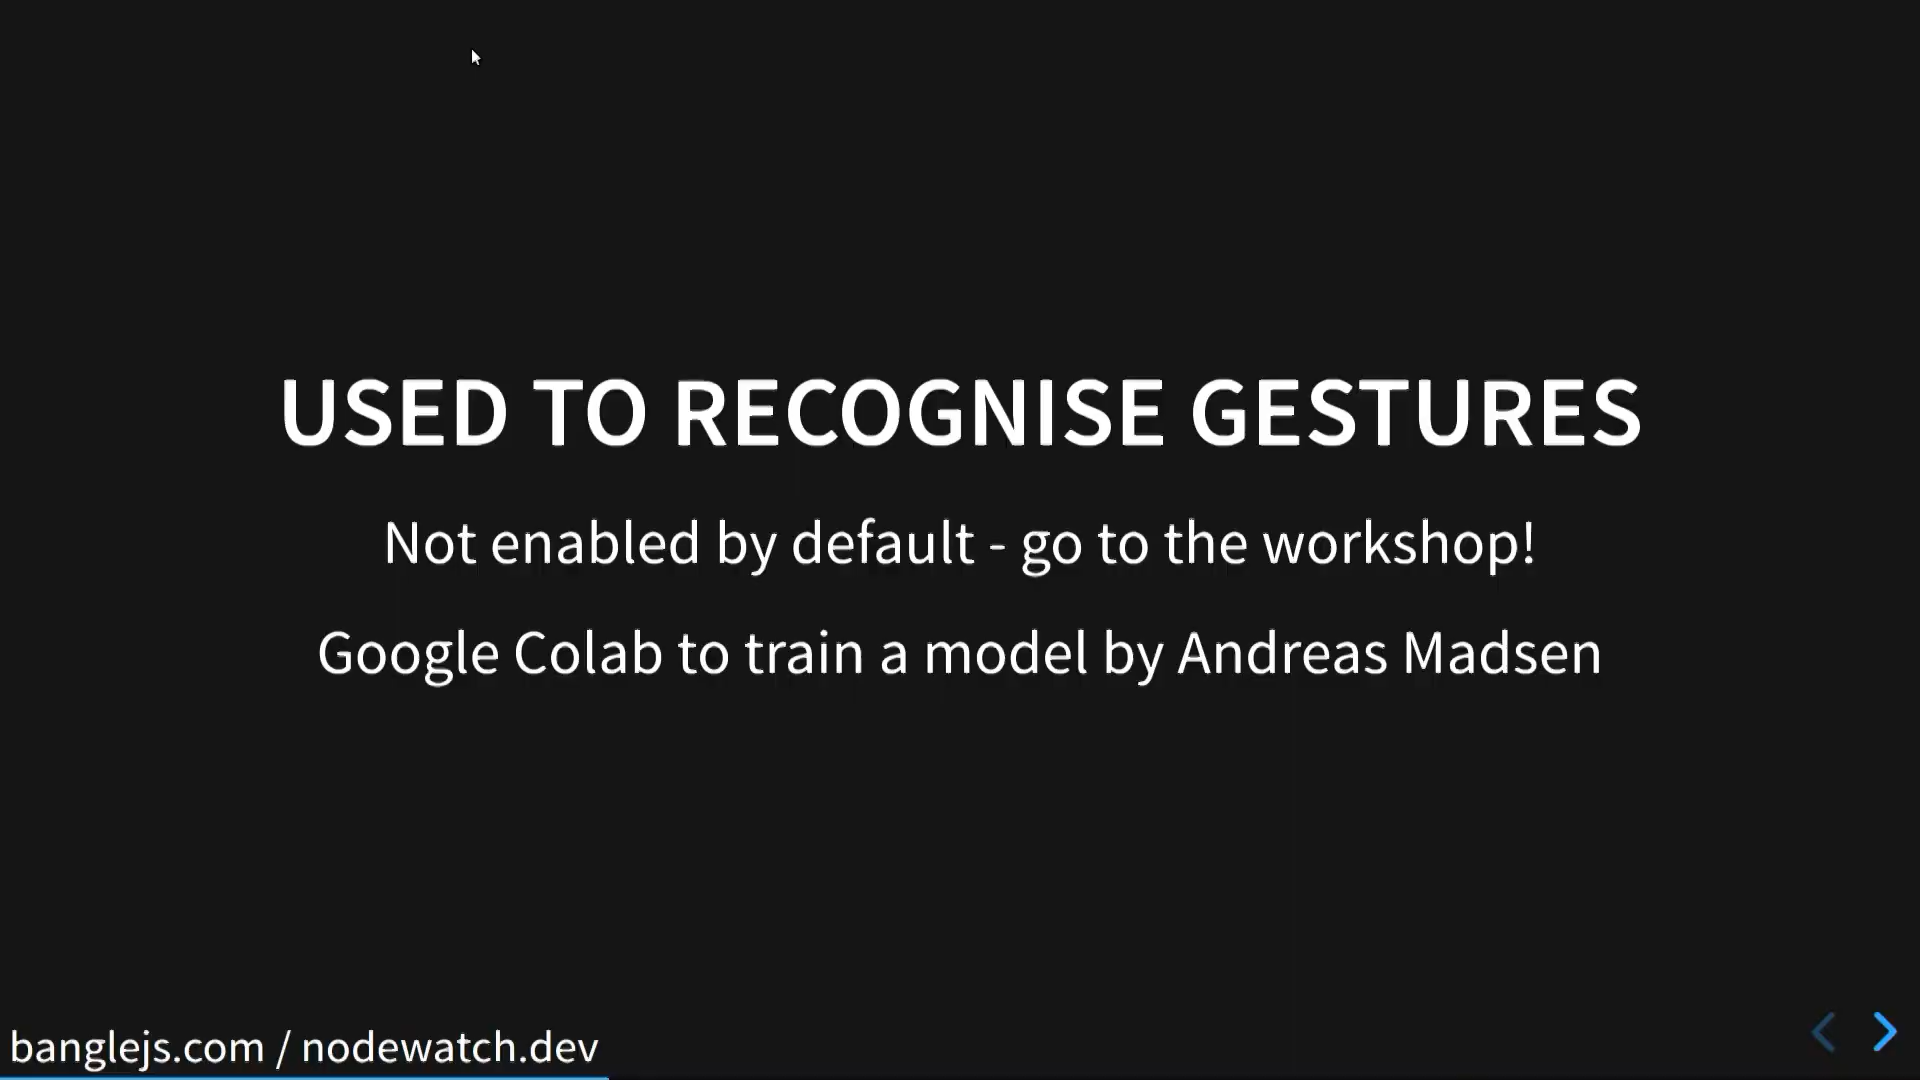 USED TO RECOGNISE GESTURES
Not enabled by default - go to the workshop!
Google Colab to train a model by Andreas Madsen
banglejs.com / nodewatch.dev